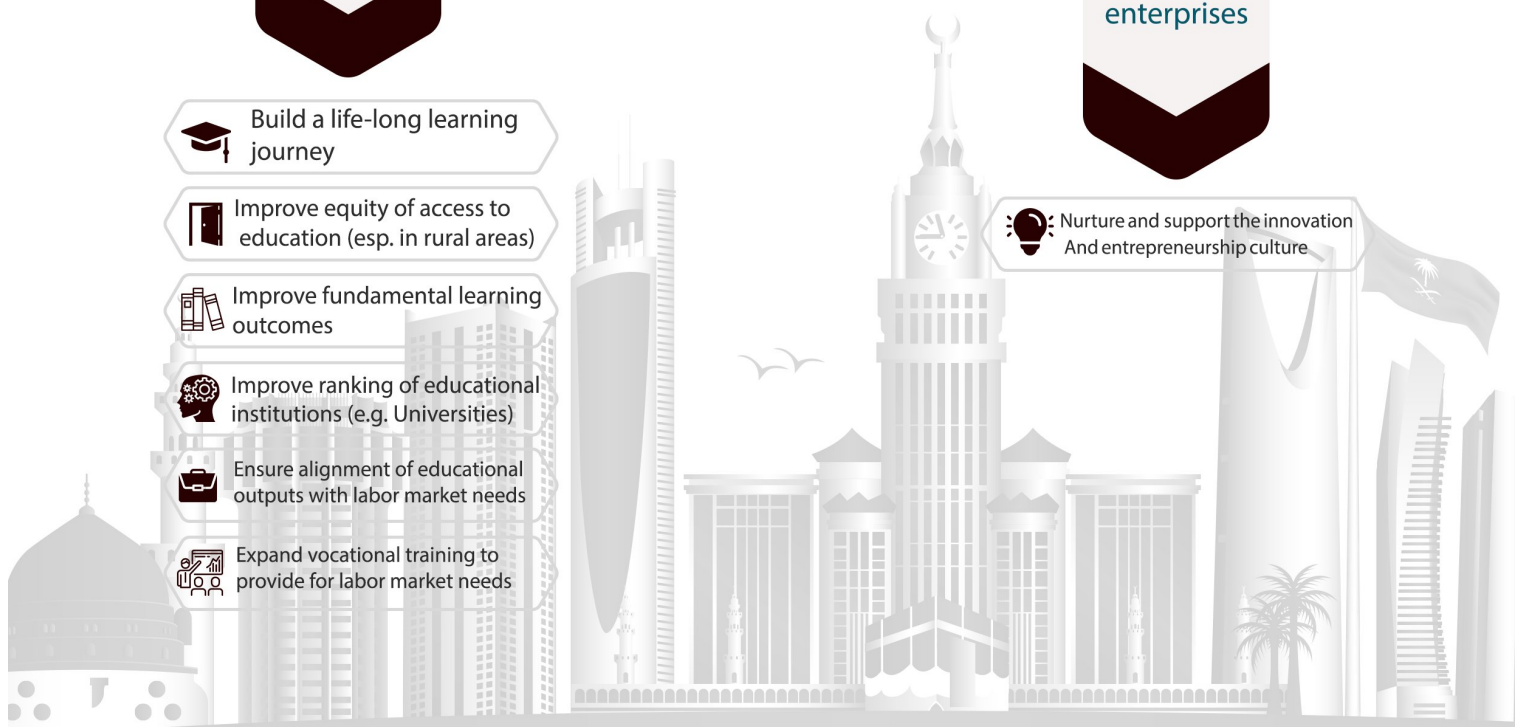 enterprises
Build a life-long learning
journey
Improve equity of access to
education (esp. in rural areas)
Improve fundamental learning
outcomes
Improve ranking of educational
institutions (e.g. Universities)
Ensure alignment of educational
outputs with labor market needs
Expand vocational training to
provide for labor market needs
Nurture and support the innovation
And entrepreneurship culture